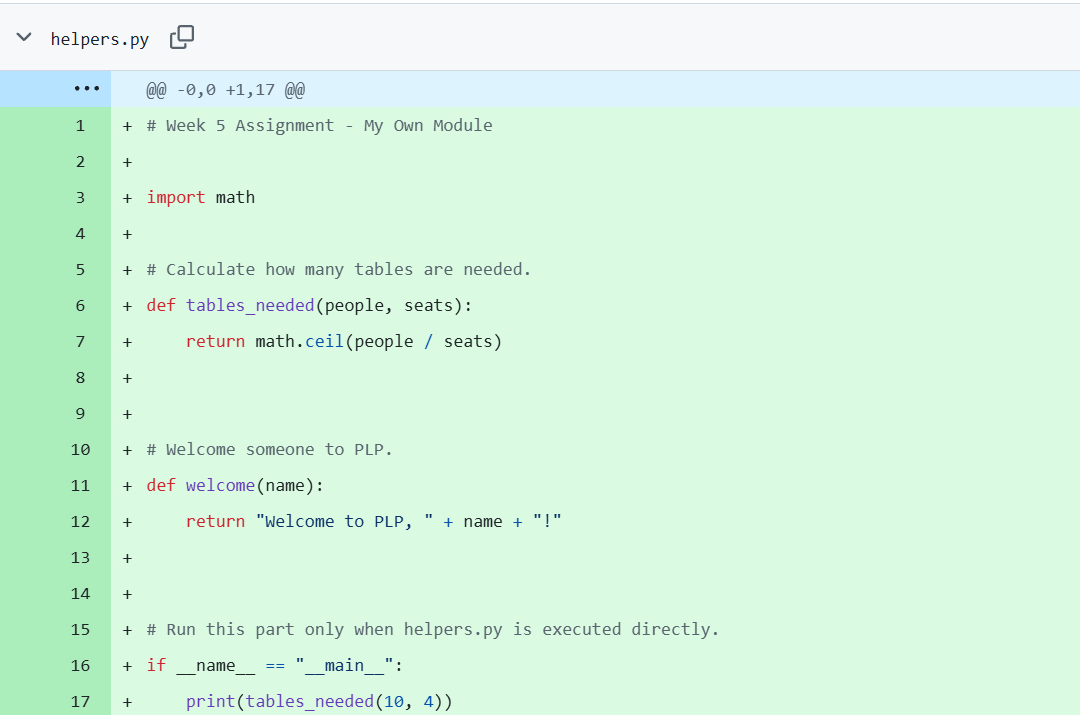 helpers.py
@@ -0,0 +1,17 @@
1 + # Week 5 Assignment - My Own Module
2 +
3 + import math
4 +
5 + # Calculate how many tables are needed.
6 + def tables_needed(people, seats):
7 +     return math.ceil(people / seats)
8 +
9 +
10 + # Welcome someone to PLP.
11 + def welcome(name):
12 +     return "Welcome to PLP, " + name + "!"
13 +
14 +
15 + # Run this part only when helpers.py is executed directly.
16 + if __name__ == "__main__":
17 +     print(tables_needed(10, 4))